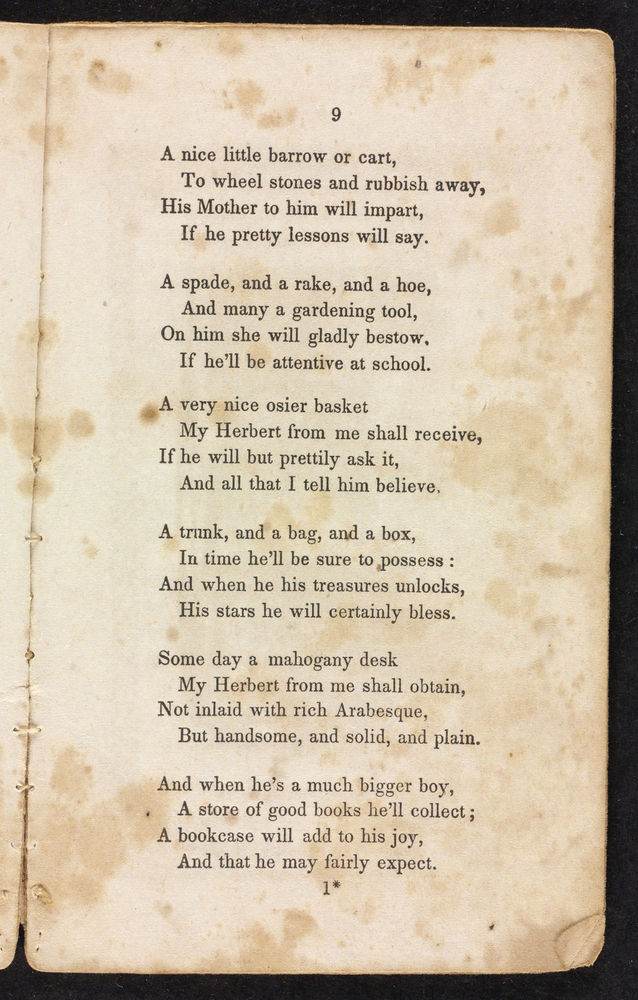 9
A nice little barrow or cart,
To wheel stones and rubbish away,
His Mother to him will impart,
If he pretty lessons will say.
A spade, and a rake, and a hoe,
And many a gardening tool,
On him she will gladly bestow,
If he'll be attentive at school.
A very nice osier basket
My Herbert from me shall receive,
If he will but prettily ask it,
And all that I tell him believe.
A trunk, and a bag, and a box,
In time he'll be sure to possess :
And when he his treasures unlocks,
His stars he will certainly bless.
Some day a mahogany desk
My Herbert from me shall obtain,
Not inlaid with rich Arabesque,
But handsome, and solid, and plain.
And when he's a much bigger boy,
A store of good books he'll collect ;
A bookcase will add to his joy,
And that he may fairly expect.
1*